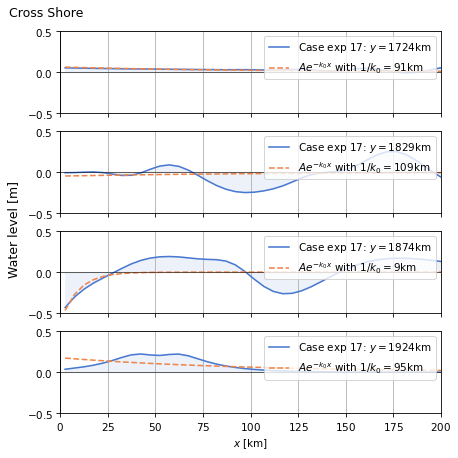 Cross Shore
0.5
0.0
−0.5
Case exp 17: y = 1724km
Ae^{-k₀x} with 1/k₀ = 91km
0.5
0.0
−0.5
Case exp 17: y = 1829km
Ae^{-k₀x} with 1/k₀ = 109km
Water level [m]
0.5
0.0
−0.5
Case exp 17: y = 1874km
Ae^{-k₀x} with 1/k₀ = 9km
0.5
0.0
−0.5
Case exp 17: y = 1924km
Ae^{-k₀x} with 1/k₀ = 95km
0 25 50 75 100 125 150 175 200
x [km]